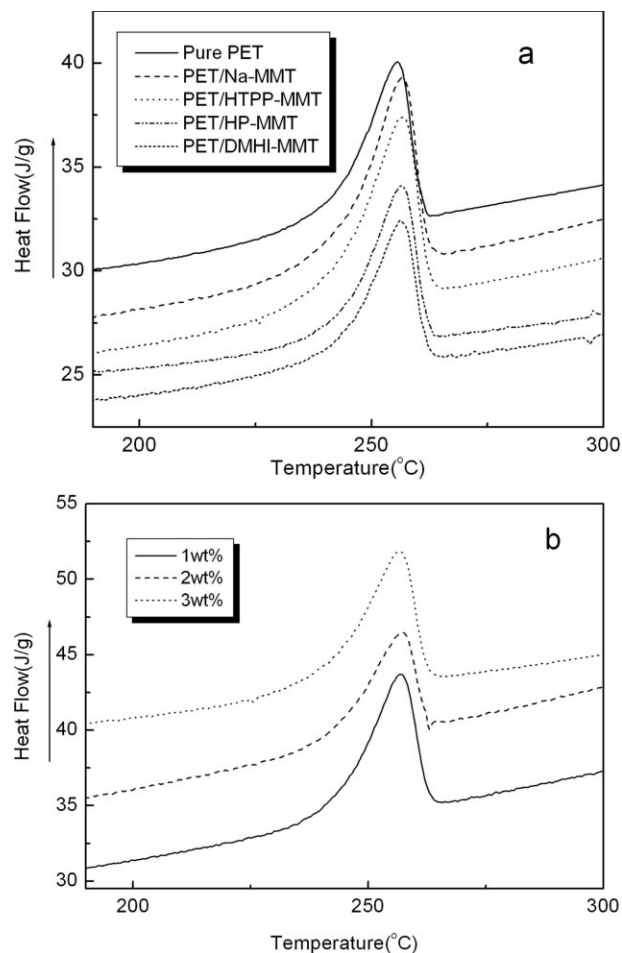 a
Pure PET
PET/Na-MMT
PET/HTPP-MMT
PET/HP-MMT
PET/DMHI-MMT
Heat Flow(J/g)
40
35
30
25
200
250
300
Temperature(°C)
b
1wt%
2wt%
3wt%
Heat Flow(J/g)
55
50
45
40
35
30
200
250
300
Temperature(°C)